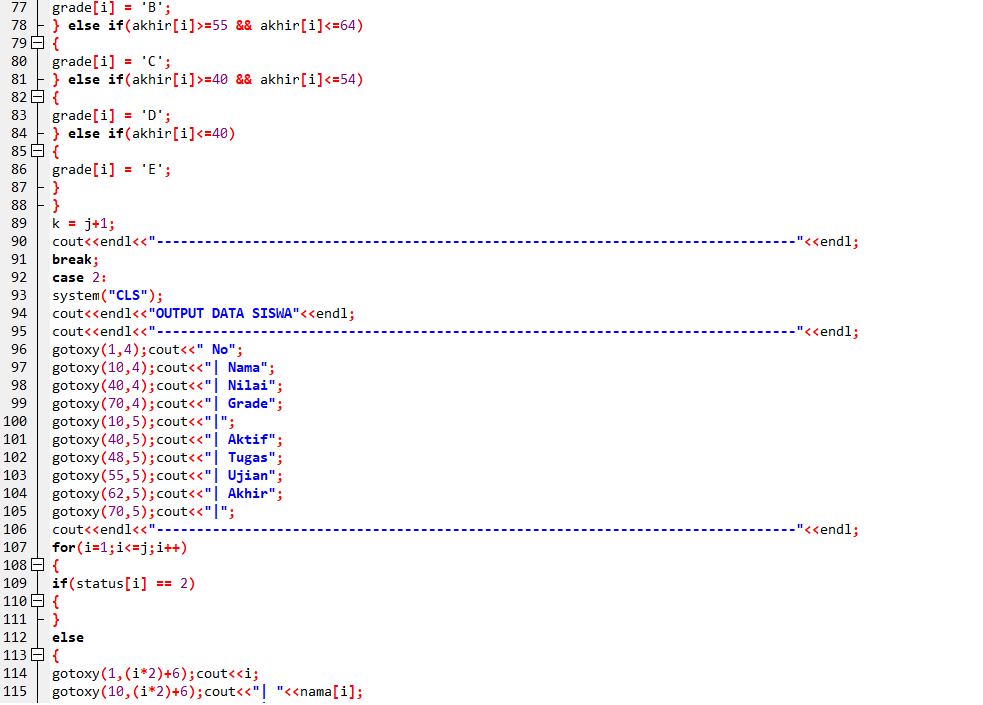 77 grade[i] = 'B';
78 } else if(akhir[i]>=55 && akhir[i]<=64)
79 {
80 grade[i] = 'C';
81 } else if(akhir[i]>=40 && akhir[i]<=54)
82 {
83 grade[i] = 'D';
84 } else if(akhir[i]<=40)
85 {
86 grade[i] = 'E';
87 }
88 }
89 k = j+1;
90 cout<<endl<<"--------------------------------------------------------------------------------"<<endl;
91 break;
92 case 2:
93 system("CLS");
94 cout<<endl<<"OUTPUT DATA SISWA"<<endl;
95 cout<<endl<<"--------------------------------------------------------------------------------"<<endl;
96 gotoxy(1,4);cout<<" No";
97 gotoxy(10,4);cout<<"| Nama";
98 gotoxy(40,4);cout<<"| Nilai";
99 gotoxy(70,4);cout<<"| Grade";
100 gotoxy(10,5);cout<<"|";
101 gotoxy(40,5);cout<<"| Aktif";
102 gotoxy(48,5);cout<<"| Tugas";
103 gotoxy(55,5);cout<<"| Ujian";
104 gotoxy(62,5);cout<<"| Akhir";
105 gotoxy(70,5);cout<<"|";
106 cout<<endl<<"--------------------------------------------------------------------------------"<<endl;
107 for(i=1;i<=j;i++)
108 {
109 if(status[i] == 2)
110 {
111 }
112 else
113 {
114 gotoxy(1,(i*2)+6);cout<<i;
115 gotoxy(10,(i*2)+6);cout<<"| "<<nama[i];